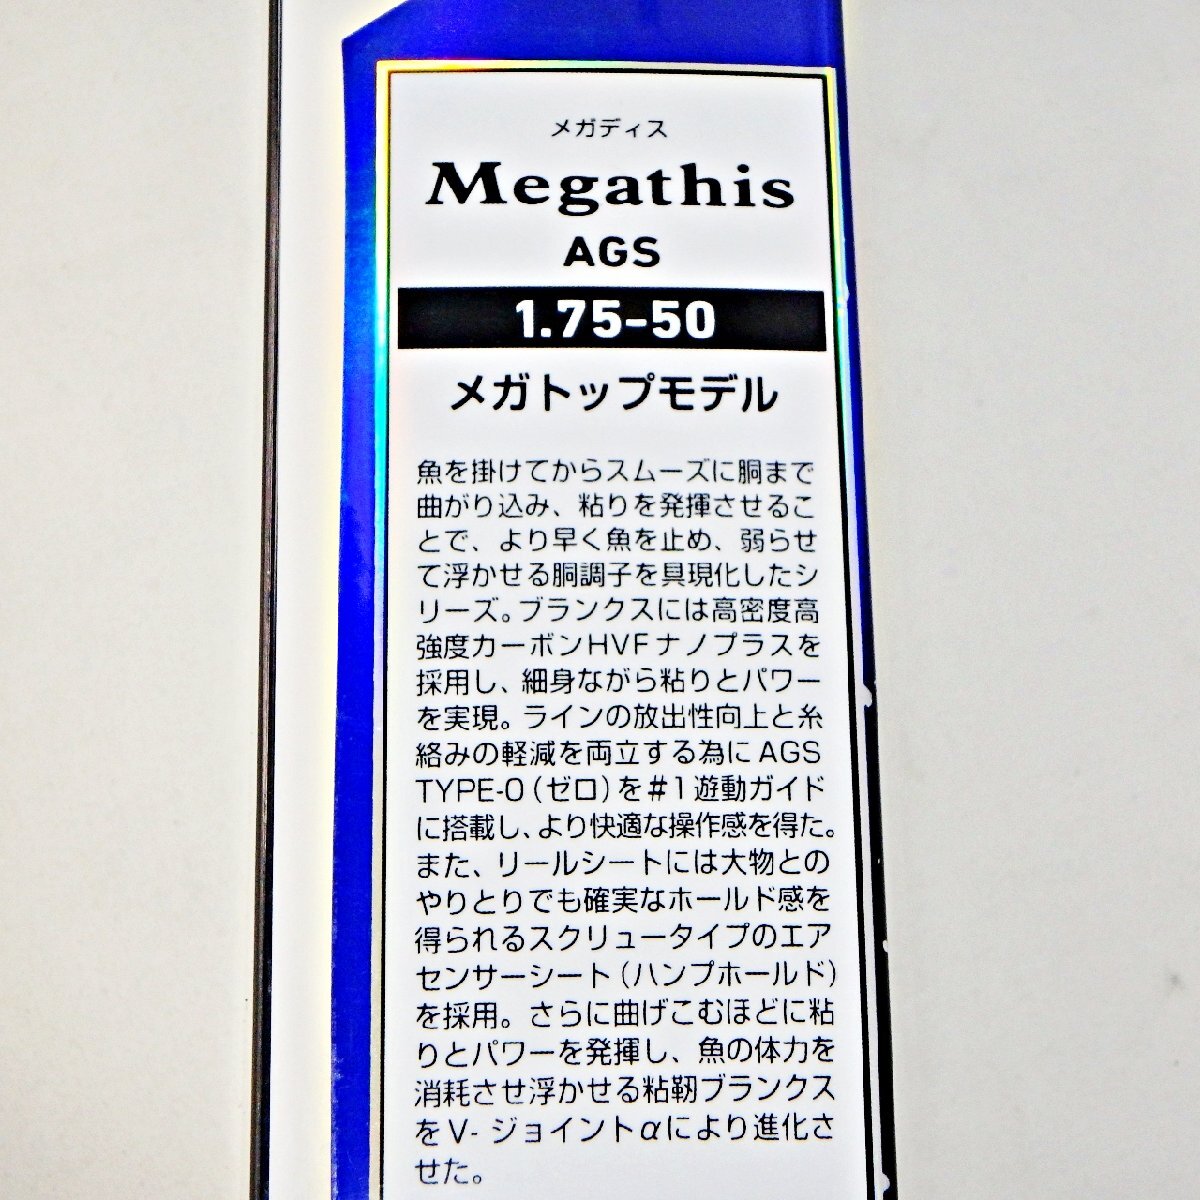 メガディス
Megathis
AGS
1.75-50
メガトップモデル
魚を掛けてからスムーズに胴まで
曲がり込み、粘りを発揮させるこ
とで、より早く魚を止め、弱らせ
て浮かせる胴調子を具現化したシ
リーズ。ブランクスには高密度高
強度カーボンHVFナノプラスを
採用し、細身ながら粘りとパワー
を実現。ラインの放出性向上と糸
絡みの軽減を両立する為にAGS
TYPE-0(ゼロ)を#1遊動ガイド
に搭載し、より快適な操作感を得た。
また、リールシートには大物との
やりとりでも確実なホールド感を
得られるスクリュータイプのエア
センサーシート(ハンプホールド)
を採用。さらに曲げこむほどに粘
りとパワーを発揮し、魚の体力を
消耗させ浮かせる粘靭ブランクス
をV-ジョイントαにより進化さ
せた。